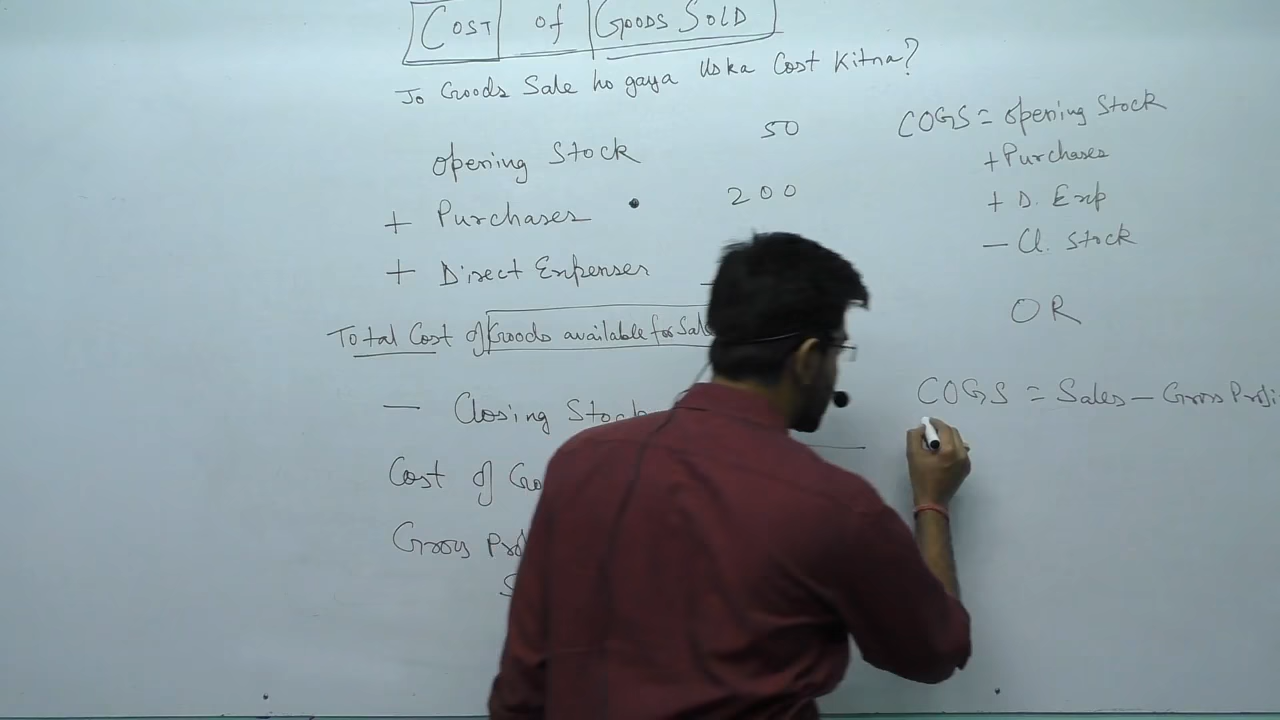 COST of GOODS SOLD
Jo Goods Sale ho gaya Uska Cost Kitna?
Opening Stock 50
+ Purchases 200
+ Direct Expenses
Total Cost of Goods available for Sale
- Closing Stock
Cost of
Gross
COGS = Opening Stock
+ Purchases
+ D. Exp
- Cl. Stock
OR
COGS = Sales - Gross Profi